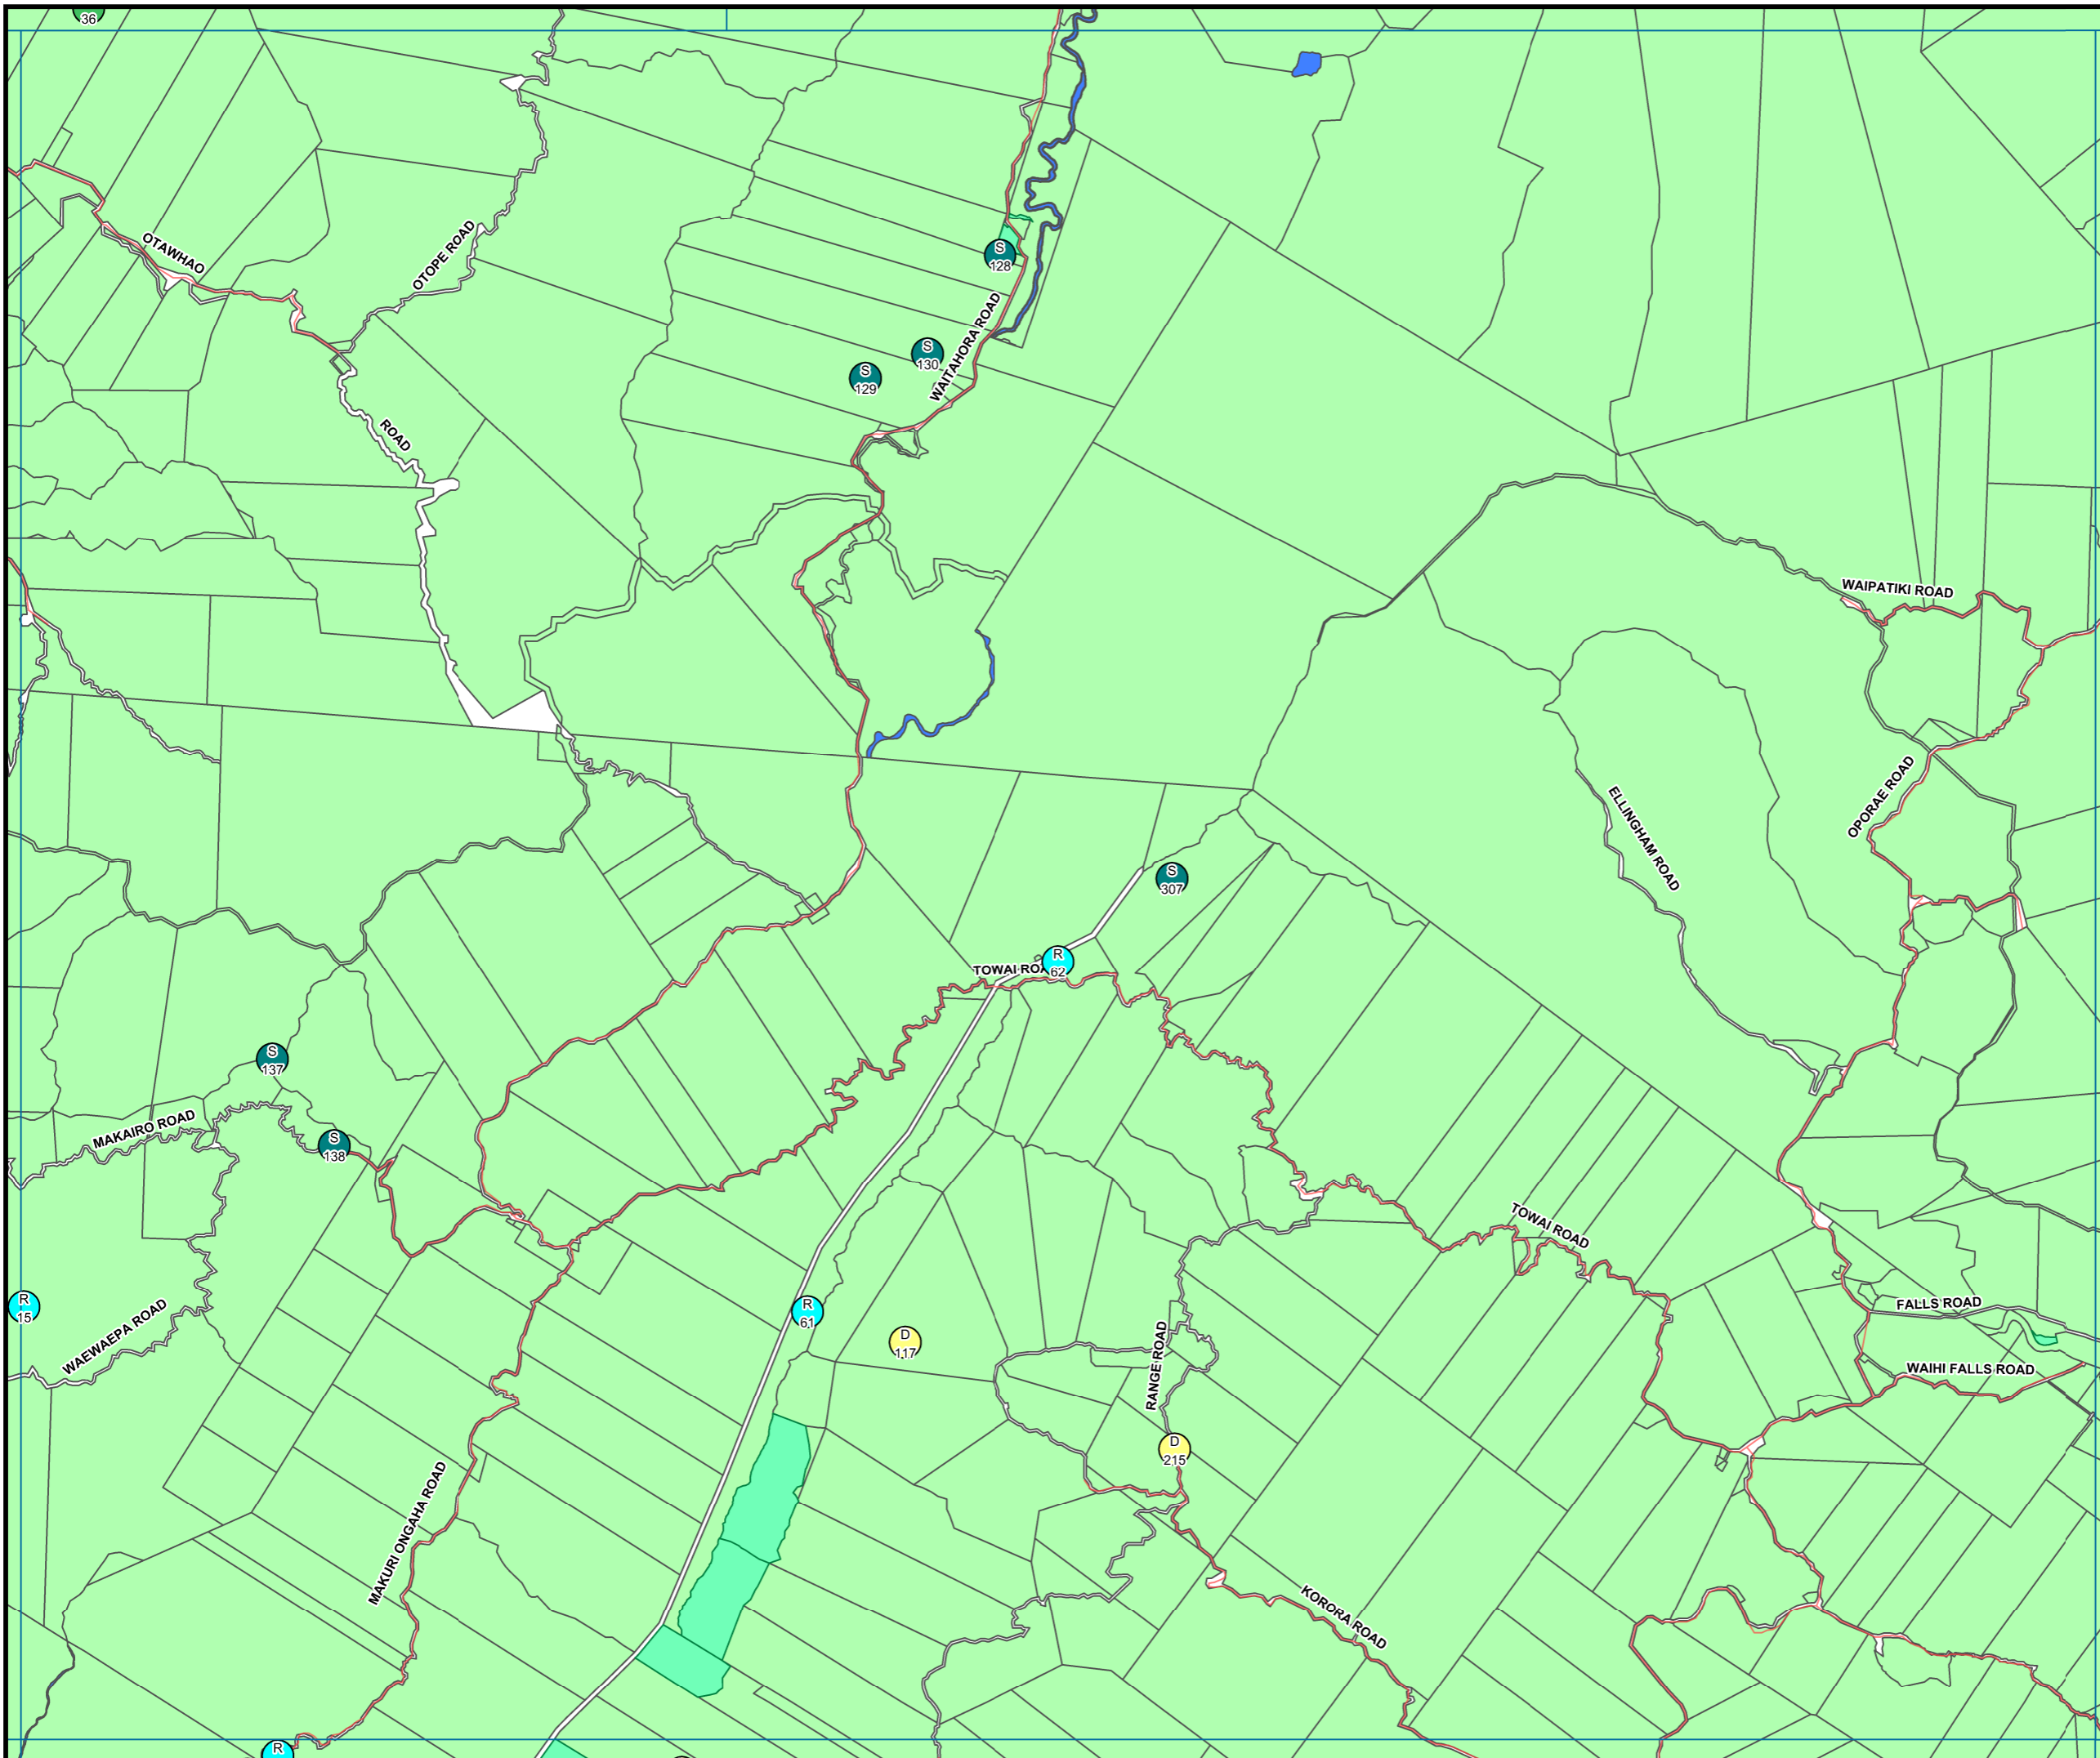 36
OTAWHAO
OTOPE ROAD
S
128
WAITAHORA ROAD
S
130
S
129
ROAD
WAIPATIKI ROAD
OPORAE ROAD
ELLINGHAM ROAD
S
307
R
62
TOWAI ROA
S
137
MAKAIRO ROAD
S
138
TOWAI ROAD
R
15
R
61
FALLS ROAD
WAEWAEPA ROAD
D
117
RANGE ROAD
WAIHI FALLS ROAD
D
215
MAKURI ONGAHA ROAD
KORORA ROAD
R